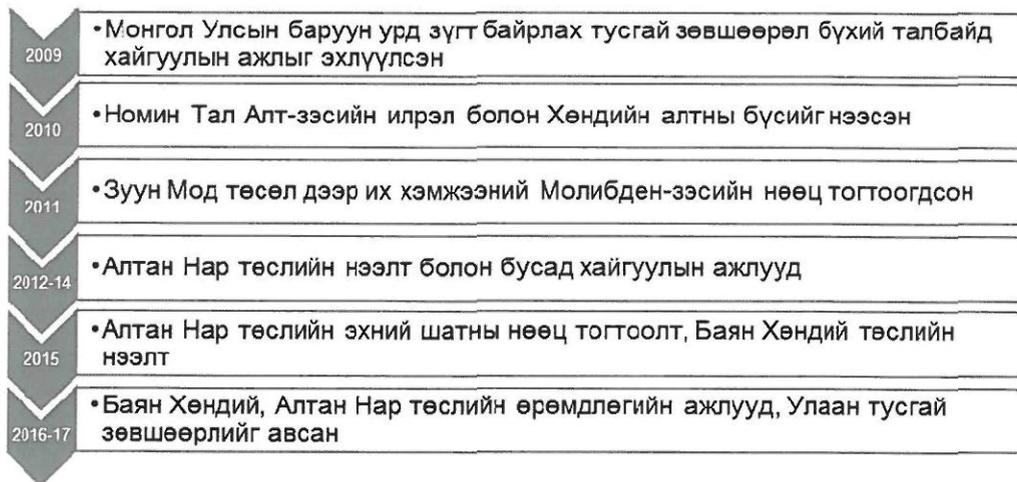 2009
•Монгол Улсын баруун урд зүгт байрлах тусгай зөвшөөрөл бүхий талбайд
хайгуулын ажлыг эхлүүлсэн
2010
•Номин Тал Алт-зэсийн илрэл болон Хөндийн алтны бүсийг нээсэн
2011
•Зуун Мод төсөл дээр их хэмжээний Молибден-зэсийн нөөц тогтоогдсон
2012-14
•Алтан Нар төслийн нээлт болон бусад хайгуулын ажлууд
2015
•Алтан Нар төслийн эхний шатны нөөц тогтоолт, Баян Хөндий төслийн
нээлт
2016-17
•Баян Хөндий, Алтан Нар төслийн өрөмдлөгийн ажлууд, Улаан тусгай
зөвшөөрлийг авсан